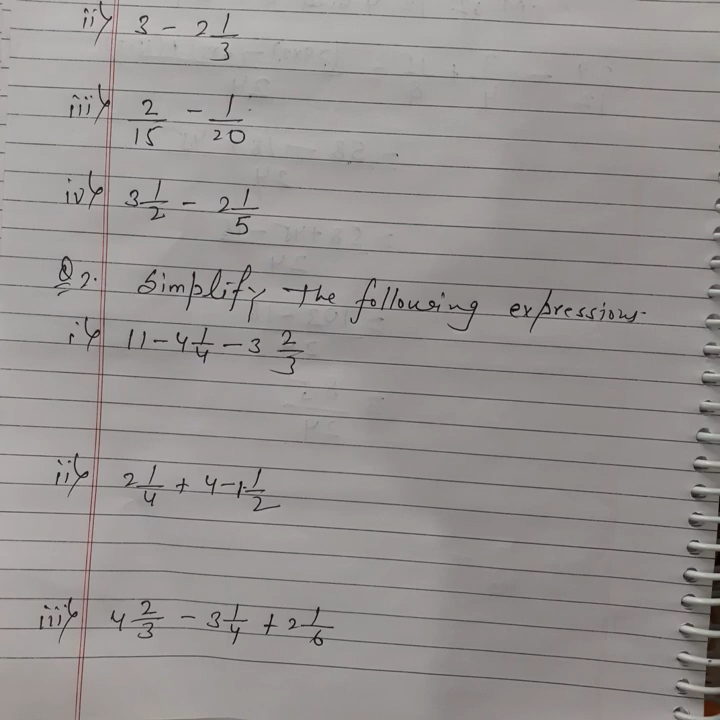 ii) 3 - 2 1/3
iii) 2/15 - 1/20
iv) 3 1/2 - 2 1/5
Q2. Simplify the following expressions.
i) 11 - 4 1/4 - 3 2/3
ii) 2 1/4 + 4 - 1 1/2
iii) 4 2/3 - 3 1/4 + 2 1/6